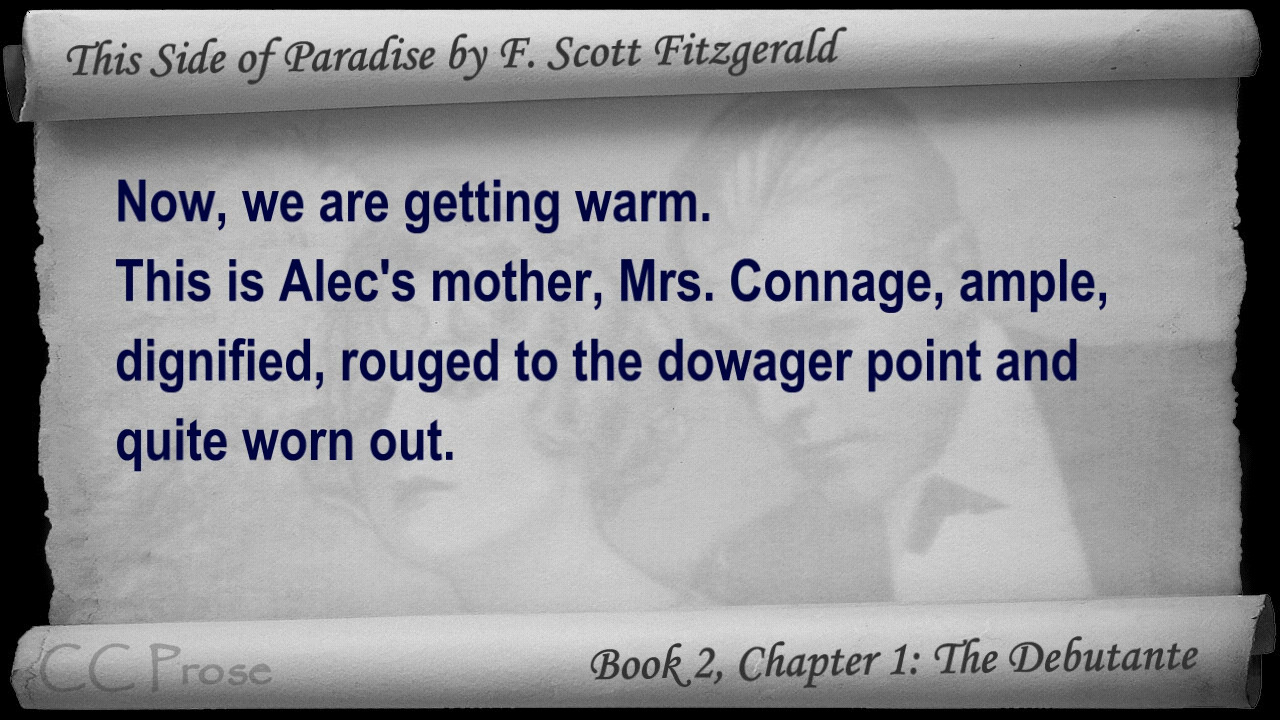 This Side of Paradise by F. Scott Fitzgerald
Now, we are getting warm.
This is Alec's mother, Mrs. Connage, ample,
dignified, rouged to the dowager point and
quite worn out.
CC Prose
Book 2, Chapter 1: The Debutante